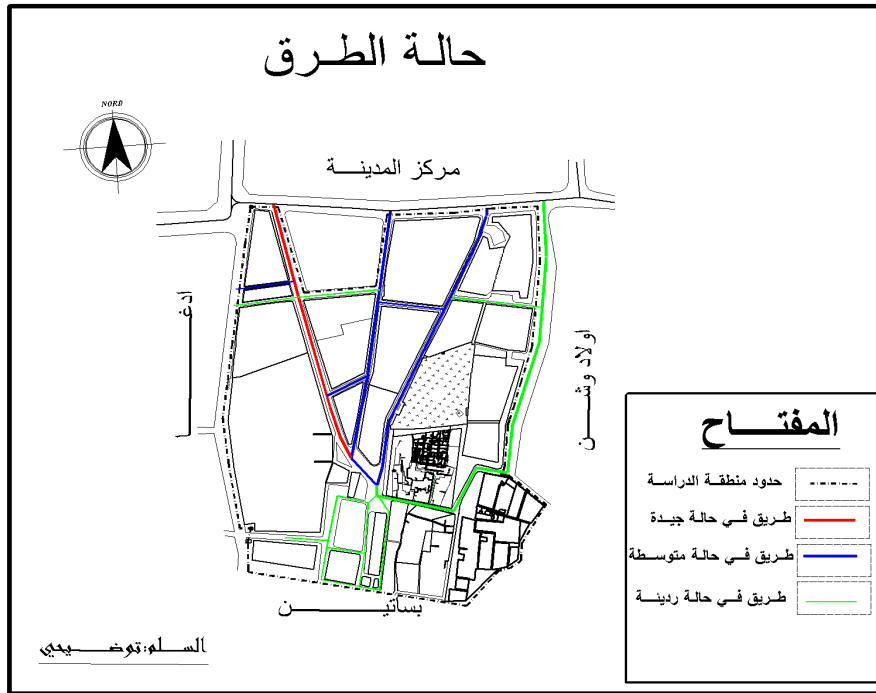 حالة الطرق
NORD
مركز المدينة
ادغا
اولاد وشن
بساتين
المفتاح
حدود منطقة الدراسة
طريق في حالة جيدة
طريق في حالة متوسطة
طريق في حالة رديئة
السلم:توضيحي